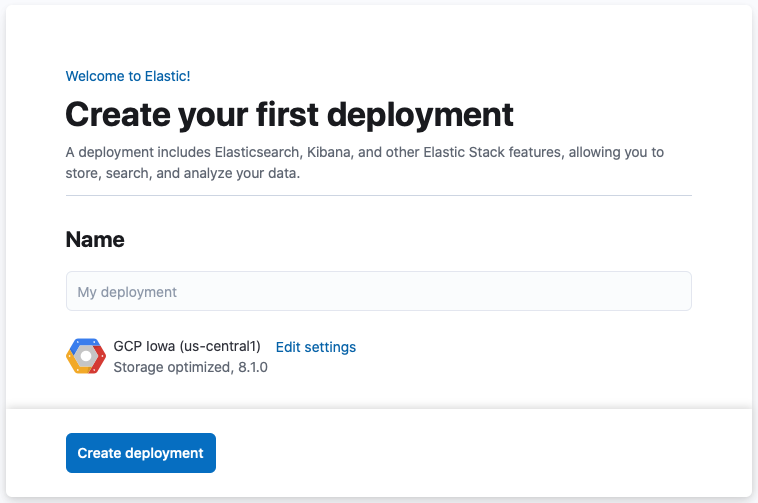 Welcome to Elastic!
Create your first deployment
A deployment includes Elasticsearch, Kibana, and other Elastic Stack features, allowing you to
store, search, and analyze your data.
Name
My deployment
GCP Iowa (us-central1) Edit settings
Storage optimized, 8.1.0
Create deployment